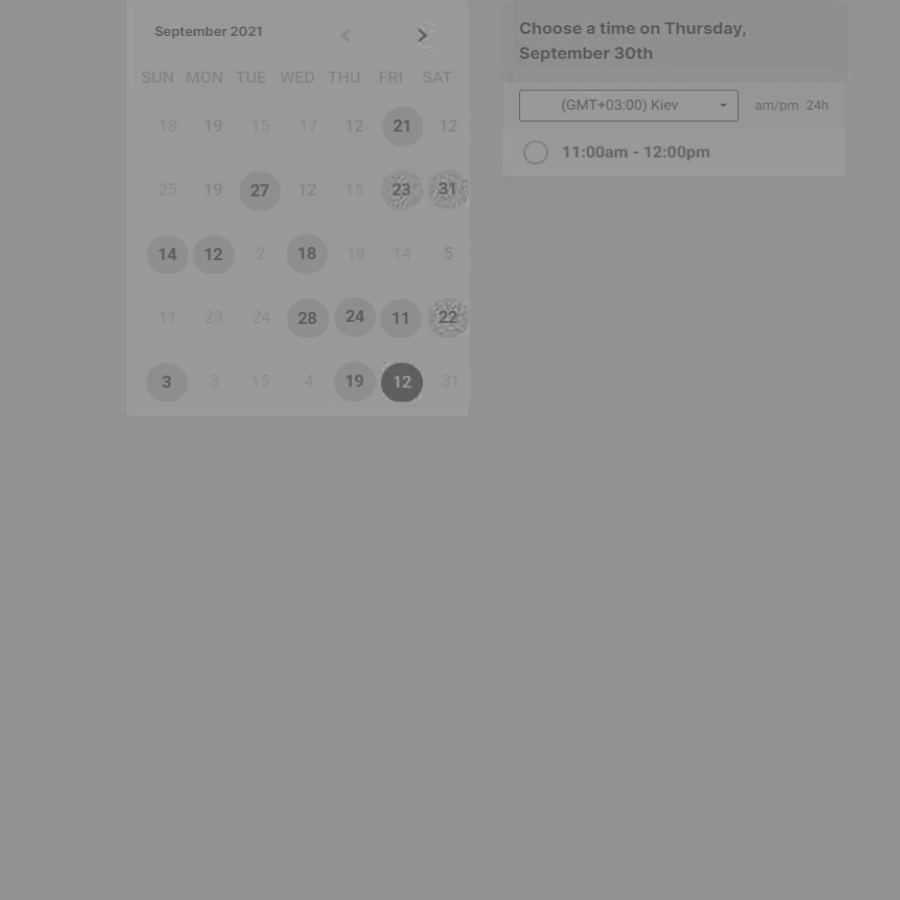 September 2021
SUN MON TUE WED THU FRI SAT
18 19 15 17 12 21 12
25 19 27 12 15 23 31
14 12 2 18 18 14 5
11 23 24 28 24 11 22
3 3 15 4 19 12 31
Choose a time on Thursday,
September 30th
(GMT+03:00) Kiev am/pm 24h
11:00am - 12:00pm